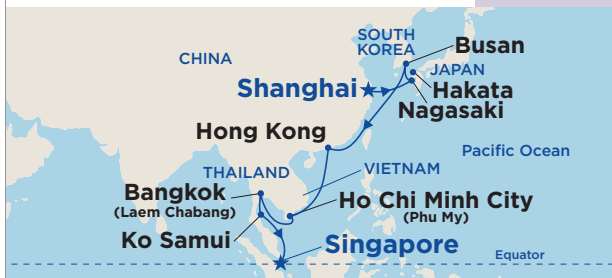 SOUTH
KOREA
Busan
CHINA
JAPAN
Shanghai
Hakata
Nagasaki
Hong Kong
Pacific Ocean
THAILAND
VIETNAM
Bangkok
(Laem Chabang)
Ho Chi Minh City
(Phu My)
Ko Samui
Singapore
Equator